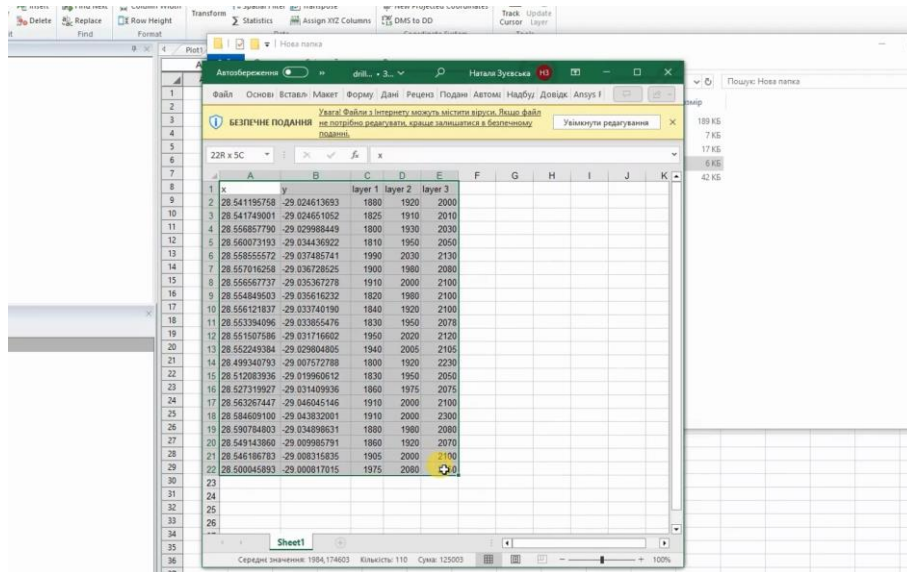 Delete Replace Row Height Statistics Assign XYZ Columns DMS to DD Track Update
Transform Cursor Layer
Find Format Tools
Plot1 Нова папка
Автозбереження drill... • 3... Наталя Зуєвська НЗ
Пошук: Нова папка
Файл Основн Вставл Макет Форму Дані Реценз Подан Автом Надбу Довідк Ansys
БЕЗПЕЧНЕ ПОДАННЯ Увага! Файли з Інтернету можуть містити віруси. Якщо файл
не потрібно редагувати, краще залишатися в безпечному
поданні.
Увімкнути редагування
189 КБ
7 КБ
17 КБ
6 КБ
42 КБ
22R x 5C fx x
A B C D E F G H I J K
1 x y layer 1 layer 2 layer 3
2 28.541195758 -29.024613693 1880 1920 2000
3 28.541749001 -29.024651052 1825 1910 2010
4 28.556857790 -29.029988449 1800 1930 2030
5 28.560073193 -29.034436922 1810 1950 2050
6 28.558555572 -29.037485741 1990 2030 2130
7 28.557016258 -29.036728525 1900 1980 2080
8 28.556567737 -29.035367278 1910 2000 2100
9 28.554849503 -29.035616232 1820 1980 2100
10 28.556121837 -29.033740190 1840 1920 2100
11 28.553394096 -29.033855476 1830 1950 2078
12 28.551507586 -29.031716602 1950 2020 2120
13 28.552249384 -29.029804805 1940 2005 2105
14 28.499340793 -29.007572788 1800 1920 2230
15 28.512083936 -29.019960612 1830 1950 2050
16 28.527319927 -29.031409936 1860 1975 2075
17 28.563267447 -29.046045146 1910 2000 2100
18 28.584609100 -29.043832001 1910 2000 2300
19 28.590784803 -29.034898631 1880 1980 2080
20 28.549143860 -29.009985791 1860 1920 2070
21 28.546186783 -29.008315835 1905 2000 2100
22 28.500045893 -29.000817015 1975 2080
23
24
25
26
Sheet1
Середнє значення: 1984,174603 Кількість: 110 Сума: 125003 100%